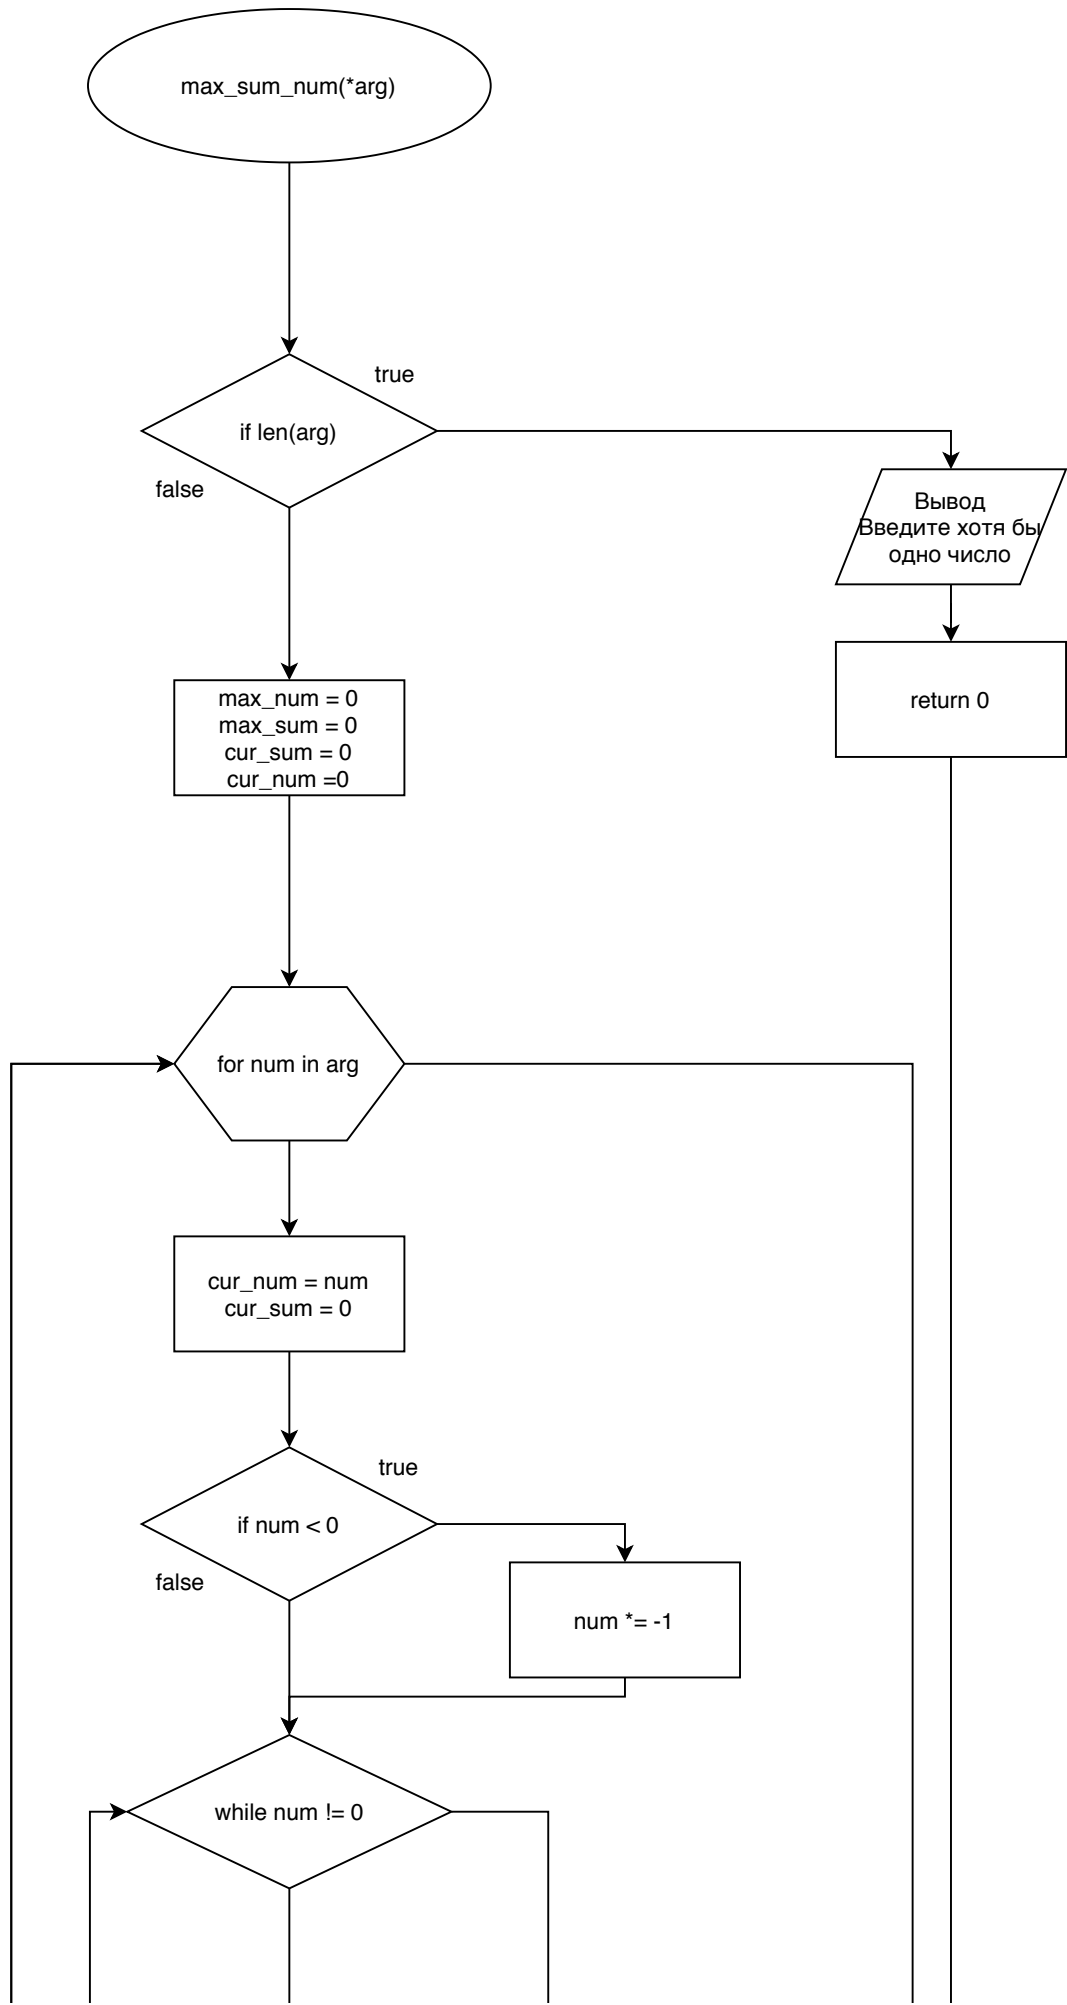 max_sum_num(*arg)
true
if len(arg)
false
Вывод
Введите хотя бы
одно число
max_num = 0
max_sum = 0
cur_sum = 0
cur_num =0
return 0
for num in arg
cur_num = num
cur_sum = 0
true
if num < 0
false
num *= -1
while num != 0